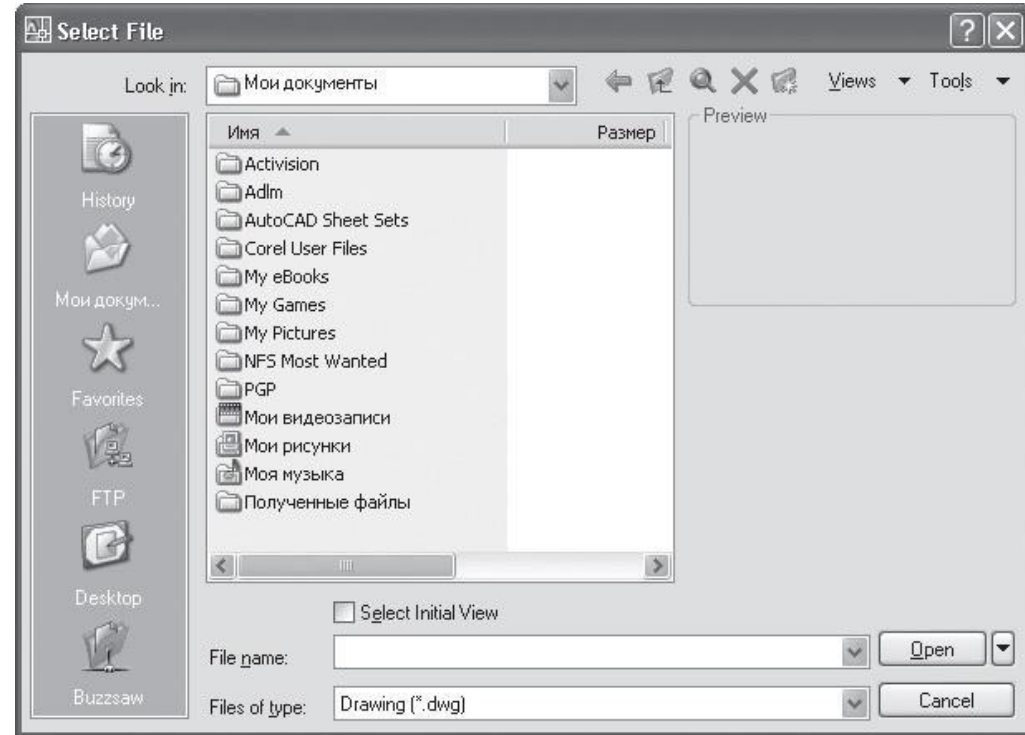 Select File
Look in: Мои документы Views Tools
History
Мои докум...
Favorites
FTP
Desktop
Buzzsaw
Имя Размер
Activision
Adlm
AutoCAD Sheet Sets
Corel User Files
My eBooks
My Games
My Pictures
NFS Most Wanted
PGP
Мои видеозаписи
Мои рисунки
Моя музыка
Полученные файлы
Preview
Select Initial View
File name: Open
Files of type: Drawing (*.dwg) Cancel